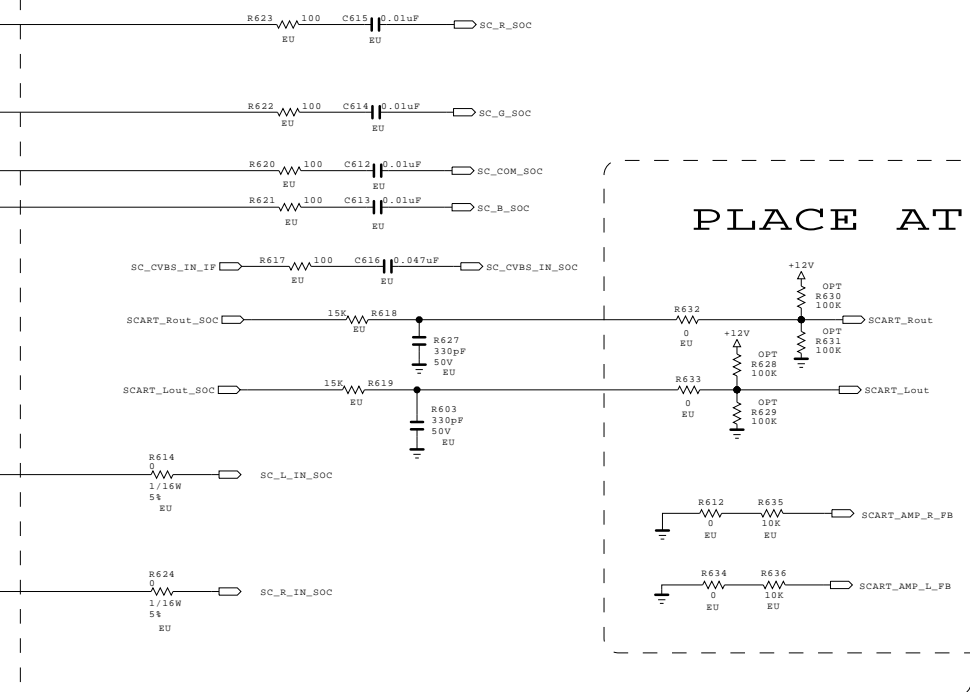 R623 100 C615 0.01uF
SC_R_SOC
EU EU
R622 100 C614 0.01uF
SC_G_SOC
EU EU
R620 100 C612 0.01uF
SC_COM_SOC
EU EU
R621 100 C613 0.01uF
SC_B_SOC
EU EU
PLACE AT
R617 100 C616 0.047uF
SC_CVBS_IN_IF SC_CVBS_IN_SOC
EU EU
+12V
OPT
R630
100K
SCART_Rout_SOC 15K R618
EU
R632
0
EU
SCART_Rout
OPT
R631
100K
R627
330pF
50V
EU
+12V
OPT
R628
100K
SCART_Lout_SOC 15K R619
EU
R633
0
EU
SCART_Lout
OPT
R629
100K
R603
330pF
50V
EU
R614
0
SC_L_IN_SOC
1/16W
5%
EU
R612 R635
SCART_AMP_R_FB
0 10K
EU EU
R624
0
SC_R_IN_SOC
1/16W
5%
EU
R634 R636
SCART_AMP_L_FB
0 10K
EU EU